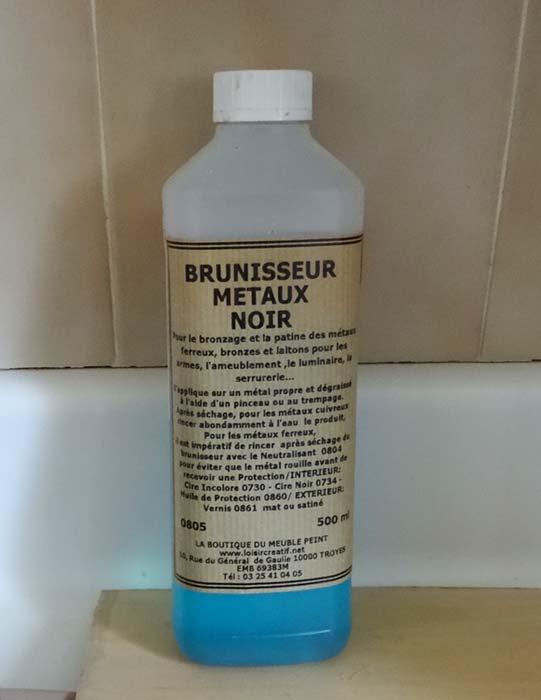 BRUNISSEUR
METAUX
NOIR
Pour le bronzage et la patine des métaux
ferreux, bronzes et laitons pour les
armes, l'ameublement ,le luminaire, la
serrurerie...
S'applique sur un métal propre et dégraissé
à l'aide d'un pinceau ou au trempage.
Après séchage, pour les métaux cuivreux
rincer abondamment à l'eau le produit,
Pour les métaux ferreux,
il est impératif de rincer après séchage du
brunisseur avec le Neutralisant 0804
pour éviter que le métal rouille avant de
recevoir une Protection/INTERIEUR:
Cire Incolore 0730 - Cire Noir 0734 -
Huile de Protection 0860/ EXTERIEUR:
Vernis 0861 mat ou satiné
0805 500 ml
LA BOUTIQUE DU MEUBLE PEINT
www.loisircreatif.net
10, Rue du Général de Gaulle 10000 TROYES
EMB 69383M
Tél : 03 25 41 04 05